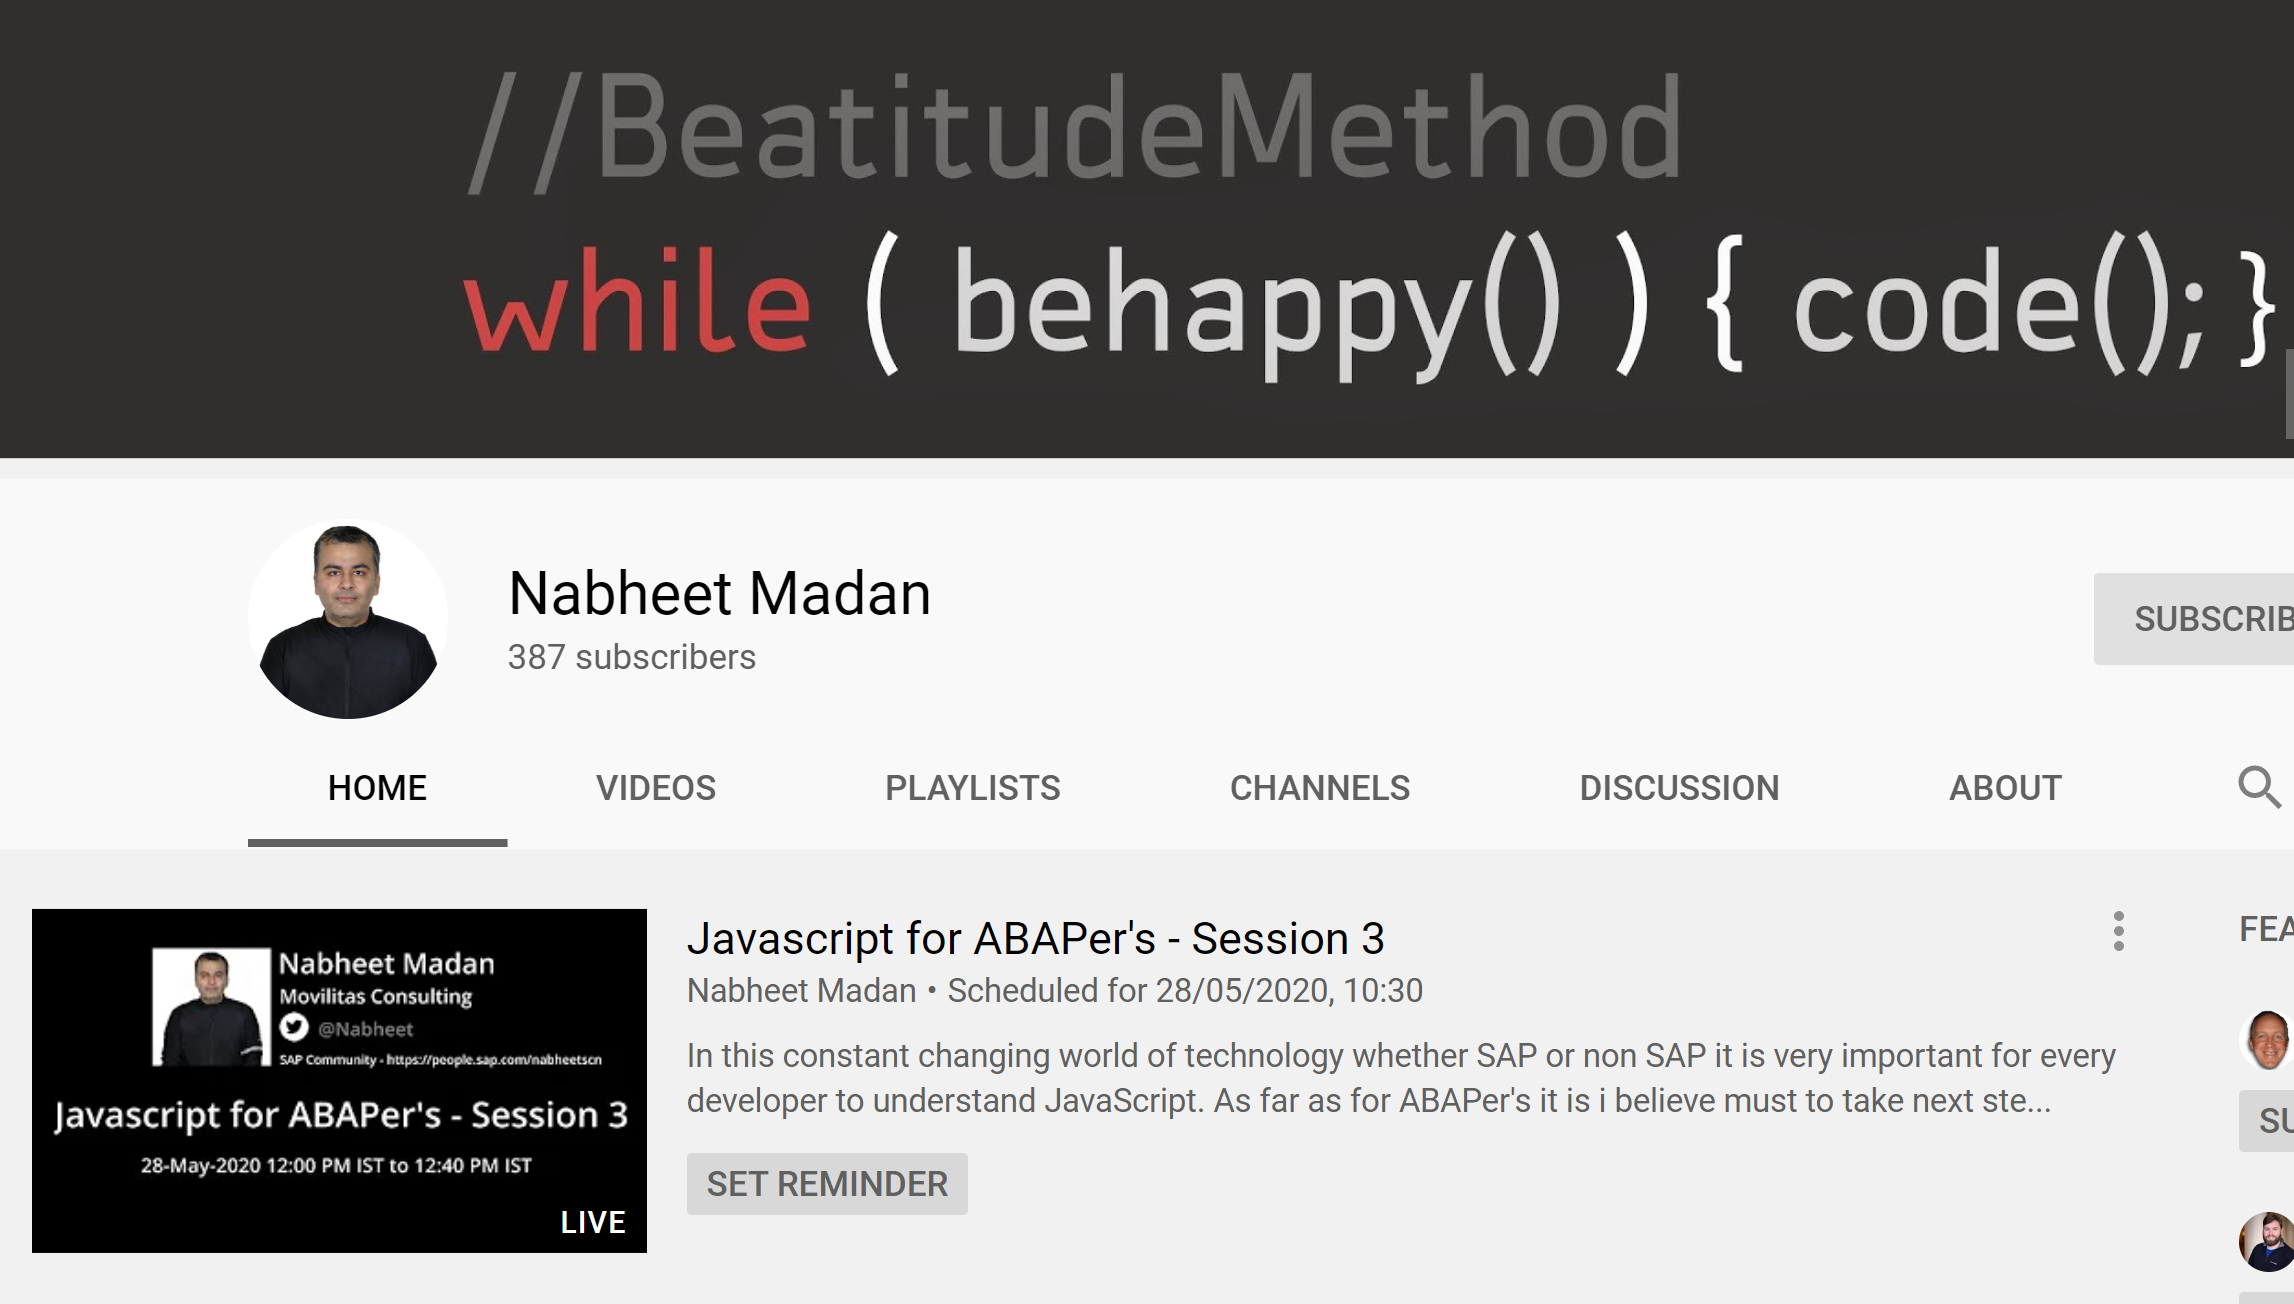 //BeatitudeMethod
while ( behappy() ) { code(); }
Nabheet Madan
387 subscribers
SUBSCRIB
HOME VIDEOS PLAYLISTS CHANNELS DISCUSSION ABOUT
Nabheet Madan
Movilitas Consulting
@Nabheet
SAP Community - https://people.sap.com/nabheetscn
Javascript for ABAPer's - Session 3
28-May-2020 12:00 PM IST to 12:40 PM IST
LIVE
Javascript for ABAPer's - Session 3
Nabheet Madan • Scheduled for 28/05/2020, 10:30
In this constant changing world of technology whether SAP or non SAP it is very important for every
developer to understand JavaScript. As far as for ABAPer's it is i believe must to take next ste...
SET REMINDER
FEA
SU